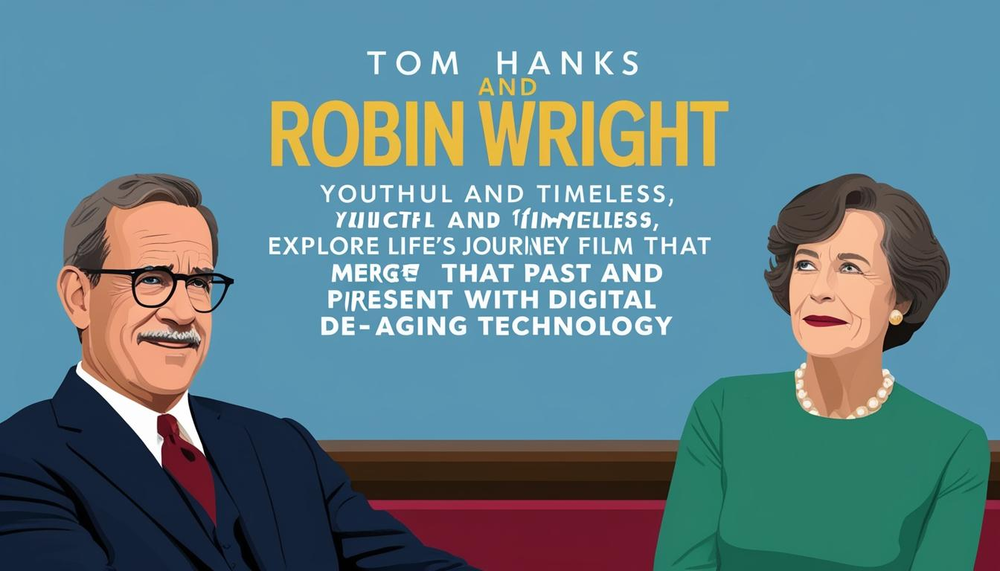 TOM HANKS
AND
ROBIN WRIGHT
YOUTHUL AND TIMELESS,
AND
EXPLORE LIFE'S JOURNEY FILM THAT
MERGE THAT PAST AND
PIRESENT WITH DIGITAL
DE-AGING TECHNOLOGY